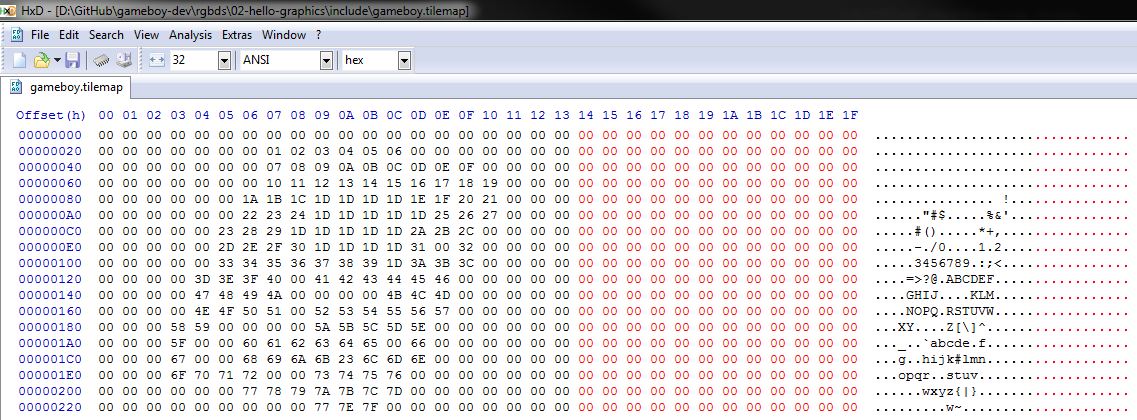 HxD - [D:\GitHub\gameboy-dev\rgbds\02-hello-graphics\include\gameboy.tilemap]
File Edit Search View Analysis Extras Window ?
32 ANSI hex
gameboy.tilemap
Offset(h) 00 01 02 03 04 05 06 07 08 09 0A 0B 0C 0D 0E 0F 10 11 12 13 14 15 16 17 18 19 1A 1B 1C 1D 1E 1F
00000000 00 00 00 00 00 00 00 00 00 00 00 00 00 00 00 00 00 00 00 00 00 00 00 00 00 00 00 00 00 00 00 00 ................................
00000020 00 00 00 00 00 00 00 01 02 03 04 05 06 00 00 00 00 00 00 00 00 00 00 00 00 00 00 00 00 00 00 00 ................................
00000040 00 00 00 00 00 00 00 07 08 09 0A 0B 0C 0D 0E 0F 00 00 00 00 00 00 00 00 00 00 00 00 00 00 00 00 ................................
00000060 00 00 00 00 00 00 00 10 11 12 13 14 15 16 17 18 19 00 00 00 00 00 00 00 00 00 00 00 00 00 00 00 ................................
00000080 00 00 00 00 00 00 1A 1B 1C 1D 1D 1D 1D 1E 1F 20 21 00 00 00 00 00 00 00 00 00 00 00 00 00 00 00 ............... !...............
000000A0 00 00 00 00 00 00 22 23 24 1D 1D 1D 1D 1D 25 26 27 00 00 00 00 00 00 00 00 00 00 00 00 00 00 00 ......"#$.....%&'...............
000000C0 00 00 00 00 00 23 28 29 1D 1D 1D 1D 1D 2A 2B 2C 00 00 00 00 00 00 00 00 00 00 00 00 00 00 00 00 .....#().....*+,................
000000E0 00 00 00 00 00 2D 2E 2F 30 1D 1D 1D 1D 31 00 32 00 00 00 00 00 00 00 00 00 00 00 00 00 00 00 00 .....-./0....1.2................
00000100 00 00 00 00 00 33 34 35 36 37 38 39 1D 3A 3B 3C 00 00 00 00 00 00 00 00 00 00 00 00 00 00 00 00 .....3456789.:;<................
00000120 00 00 00 00 3D 3E 3F 40 00 41 42 43 44 45 46 00 00 00 00 00 00 00 00 00 00 00 00 00 00 00 00 00 ....=>?@.ABCDEF.................
00000140 00 00 00 00 47 48 49 4A 00 00 00 00 4B 4C 4D 00 00 00 00 00 00 00 00 00 00 00 00 00 00 00 00 00 ....GHIJ....KLM.................
00000160 00 00 00 00 4E 4F 50 51 00 52 53 54 55 56 57 00 00 00 00 00 00 00 00 00 00 00 00 00 00 00 00 00 ....NOPQ.RSTUVW.................
00000180 00 00 00 58 59 00 00 00 00 5A 5B 5C 5D 5E 00 00 00 00 00 00 00 00 00 00 00 00 00 00 00 00 00 00 ...XY....Z[\]^..................
000001A0 00 00 00 5F 00 00 60 61 62 63 64 65 00 66 00 00 00 00 00 00 00 00 00 00 00 00 00 00 00 00 00 00 ..._..`abcde.f..................
000001C0 00 00 00 67 00 00 68 69 6A 6B 23 6C 6D 6E 00 00 00 00 00 00 00 00 00 00 00 00 00 00 00 00 00 00 ...g..hijk#lmn..................
000001E0 00 00 00 6F 70 71 72 00 00 73 74 75 76 00 00 00 00 00 00 00 00 00 00 00 00 00 00 00 00 00 00 00 ...opqr..stuv...................
00000200 00 00 00 00 00 00 77 78 79 7A 7B 7C 7D 00 00 00 00 00 00 00 00 00 00 00 00 00 00 00 00 00 00 00 ......wxyz{|}...................
00000220 00 00 00 00 00 00 00 00 00 77 7E 7F 00 00 00 00 00 00 00 00 00 00 00 00 00 00 00 00 00 00 00 00 .........w~.....................